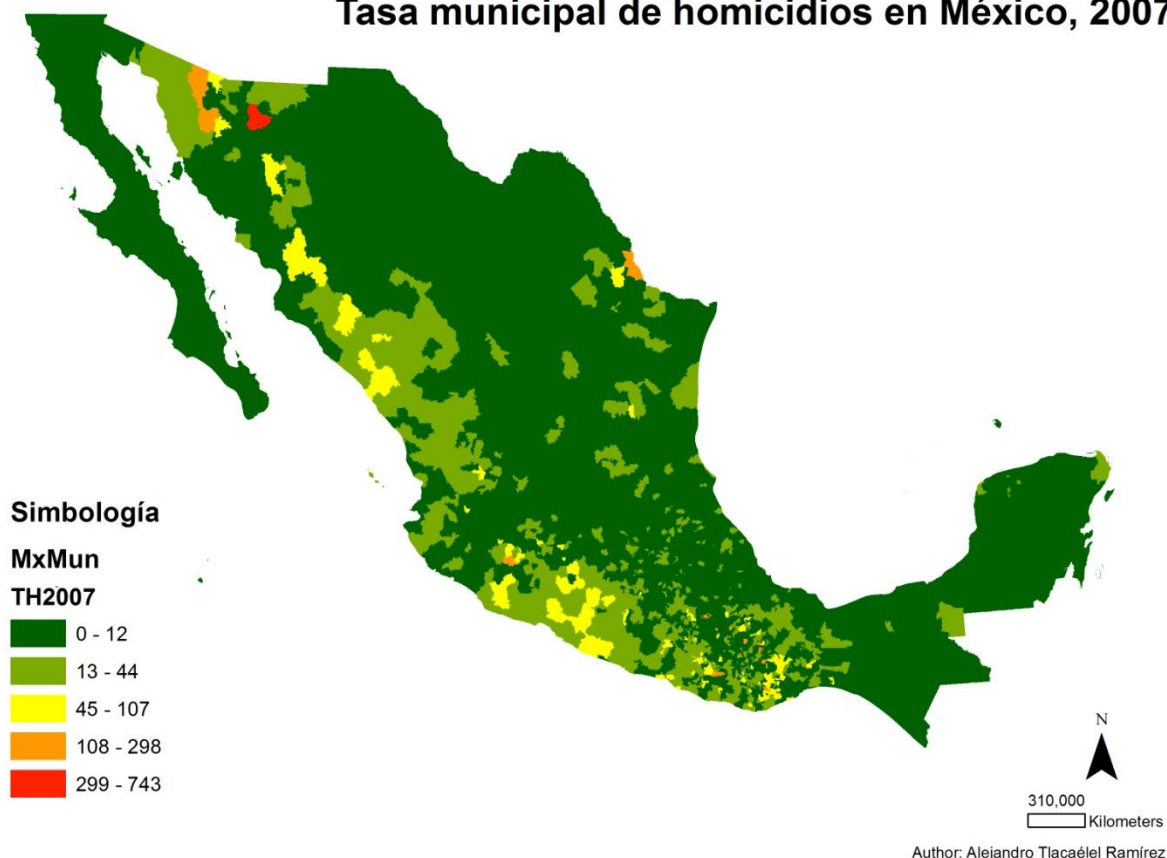 Tasa municipal de homicidios en México, 2007
Simbología
MxMun
TH2007
0 - 12
13 - 44
45 - 107
108 - 298
299 - 743
N
310,000
Kilometers
Author: Alejandro Tlacaélel Ramírez